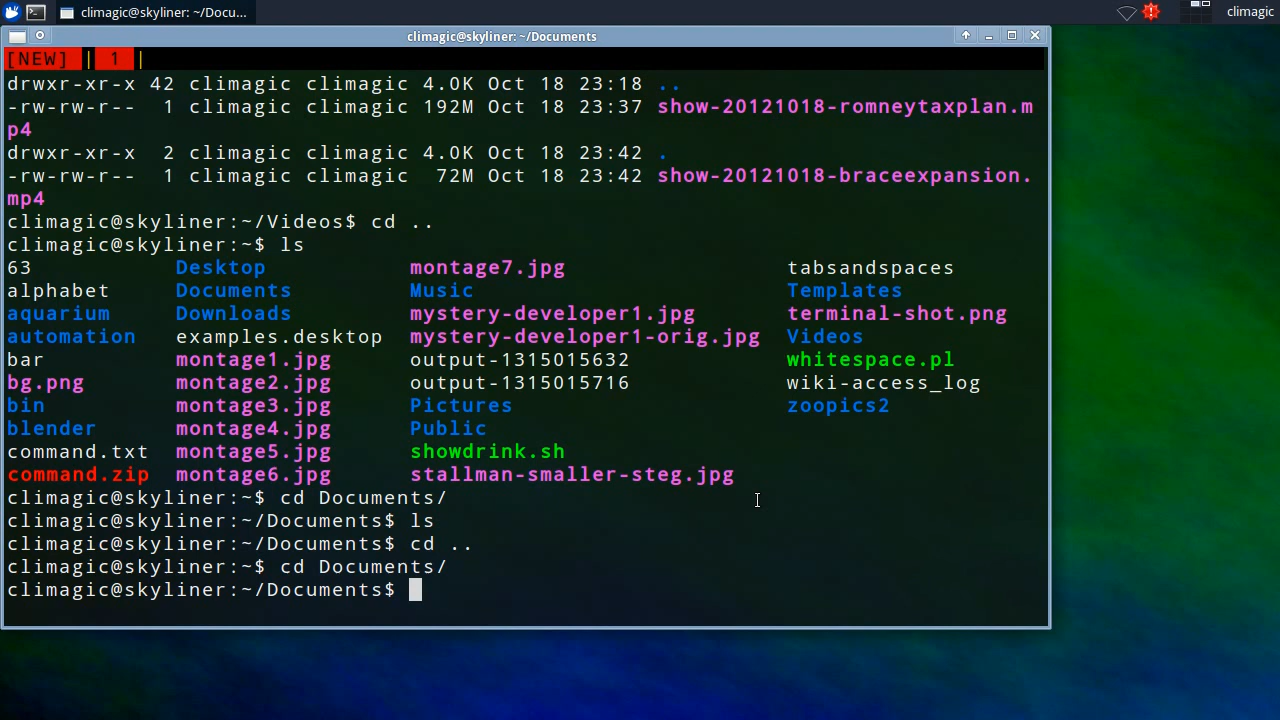 climagic@skyliner: ~/Docu...
climagic
climagic@skyliner: ~/Documents
[NEW] | 1 |
drwxr-xr-x 42 climagic climagic 4.0K Oct 18 23:18 ..
-rw-rw-r--  1 climagic climagic 192M Oct 18 23:37 show-20121018-romneytaxplan.m
p4
drwxr-xr-x  2 climagic climagic 4.0K Oct 18 23:42 .
-rw-rw-r--  1 climagic climagic  72M Oct 18 23:42 show-20121018-braceexpansion.
mp4
climagic@skyliner:~/Videos$ cd ..
climagic@skyliner:~$ ls
63           Desktop           montage7.jpg                 tabsandspaces
alphabet     Documents         Music                        Templates
aquarium     Downloads         mystery-developer1.jpg       terminal-shot.png
automation   examples.desktop  mystery-developer1-orig.jpg  Videos
bar          montage1.jpg      output-1315015632            whitespace.pl
bg.png       montage2.jpg      output-1315015716            wiki-access_log
bin          montage3.jpg      Pictures                     zoopics2
blender      montage4.jpg      Public
command.txt  montage5.jpg      showdrink.sh
command.zip  montage6.jpg      stallman-smaller-steg.jpg
climagic@skyliner:~$ cd Documents/
climagic@skyliner:~/Documents$ ls
climagic@skyliner:~/Documents$ cd ..
climagic@skyliner:~$ cd Documents/
climagic@skyliner:~/Documents$